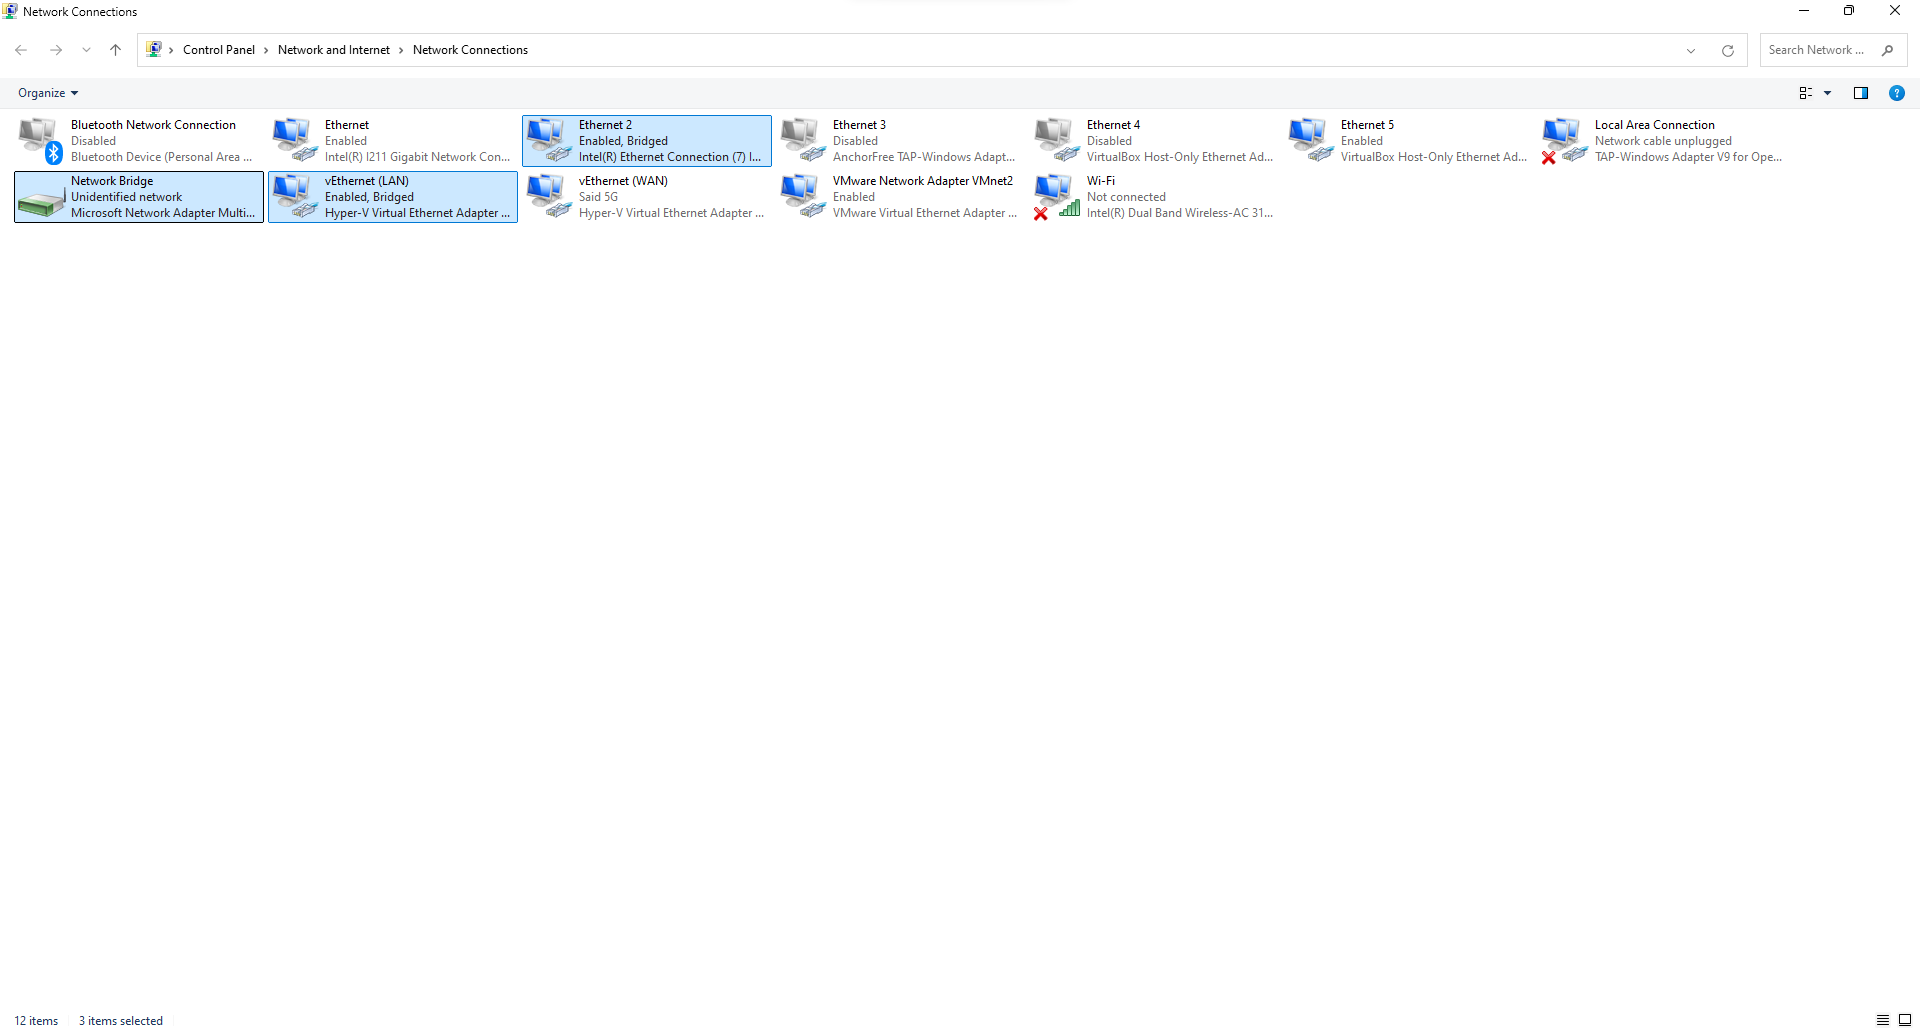 Network Connections
Control Panel > Network and Internet > Network Connections
Search Network ...
Organize
Bluetooth Network Connection
Disabled
Bluetooth Device (Personal Area ...
Ethernet
Enabled
Intel(R) I211 Gigabit Network Con...
Ethernet 2
Enabled, Bridged
Intel(R) Ethernet Connection (7) I...
Ethernet 3
Disabled
AnchorFree TAP-Windows Adapt...
Ethernet 4
Disabled
VirtualBox Host-Only Ethernet Ad...
Ethernet 5
Enabled
VirtualBox Host-Only Ethernet Ad...
Local Area Connection
Network cable unplugged
TAP-Windows Adapter V9 for Ope...
Network Bridge
Unidentified network
Microsoft Network Adapter Multi...
vEthernet (LAN)
Enabled, Bridged
Hyper-V Virtual Ethernet Adapter ...
vEthernet (WAN)
Said 5G
Hyper-V Virtual Ethernet Adapter ...
VMware Network Adapter VMnet2
Enabled
VMware Virtual Ethernet Adapter ...
Wi-Fi
Not connected
Intel(R) Dual Band Wireless-AC 31...
12 items 3 items selected